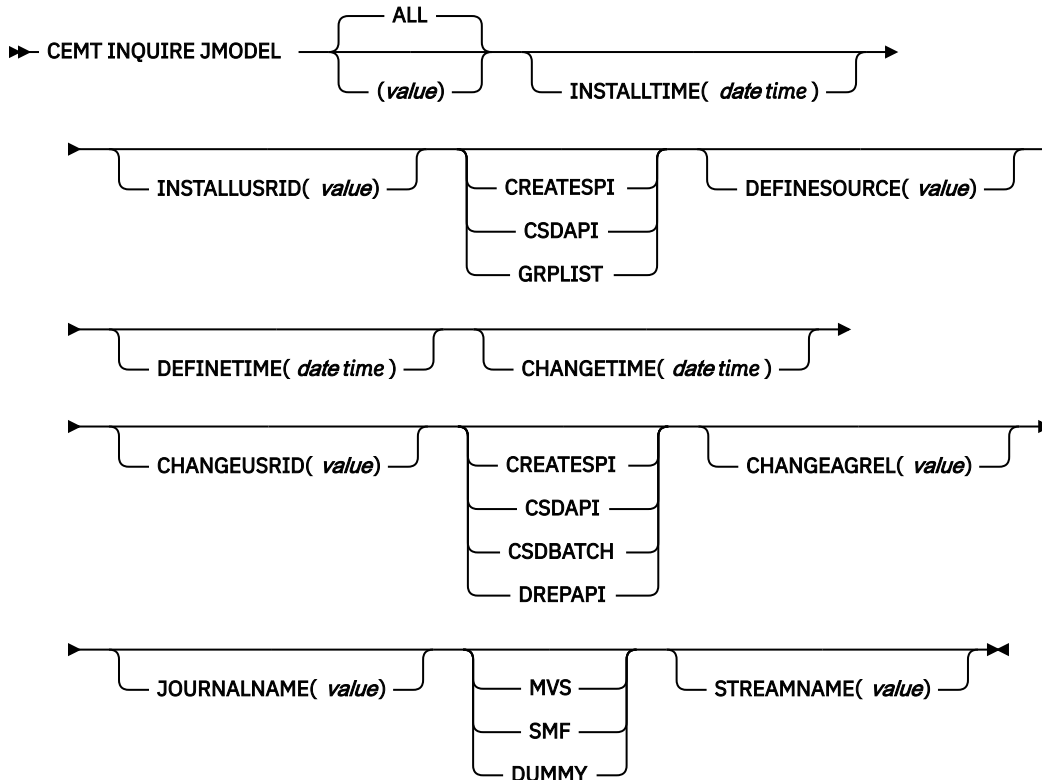 ALL
CEMT INQUIRE JMODEL
(value)
INSTALLTIME( date time )
INSTALLUSRID( value)
CREATESPI
CSDAPI
GRPLIST
DEFINESOURCE( value)
DEFINETIME( date time )
CHANGETIME( date time )
CHANGEUSRID( value)
CREATESPI
CSDAPI
CSDBATCH
DREPAPI
CHANGEAGREL( value)
JOURNALNAME( value)
MVS
SMF
DUMMY
STREAMNAME( value)